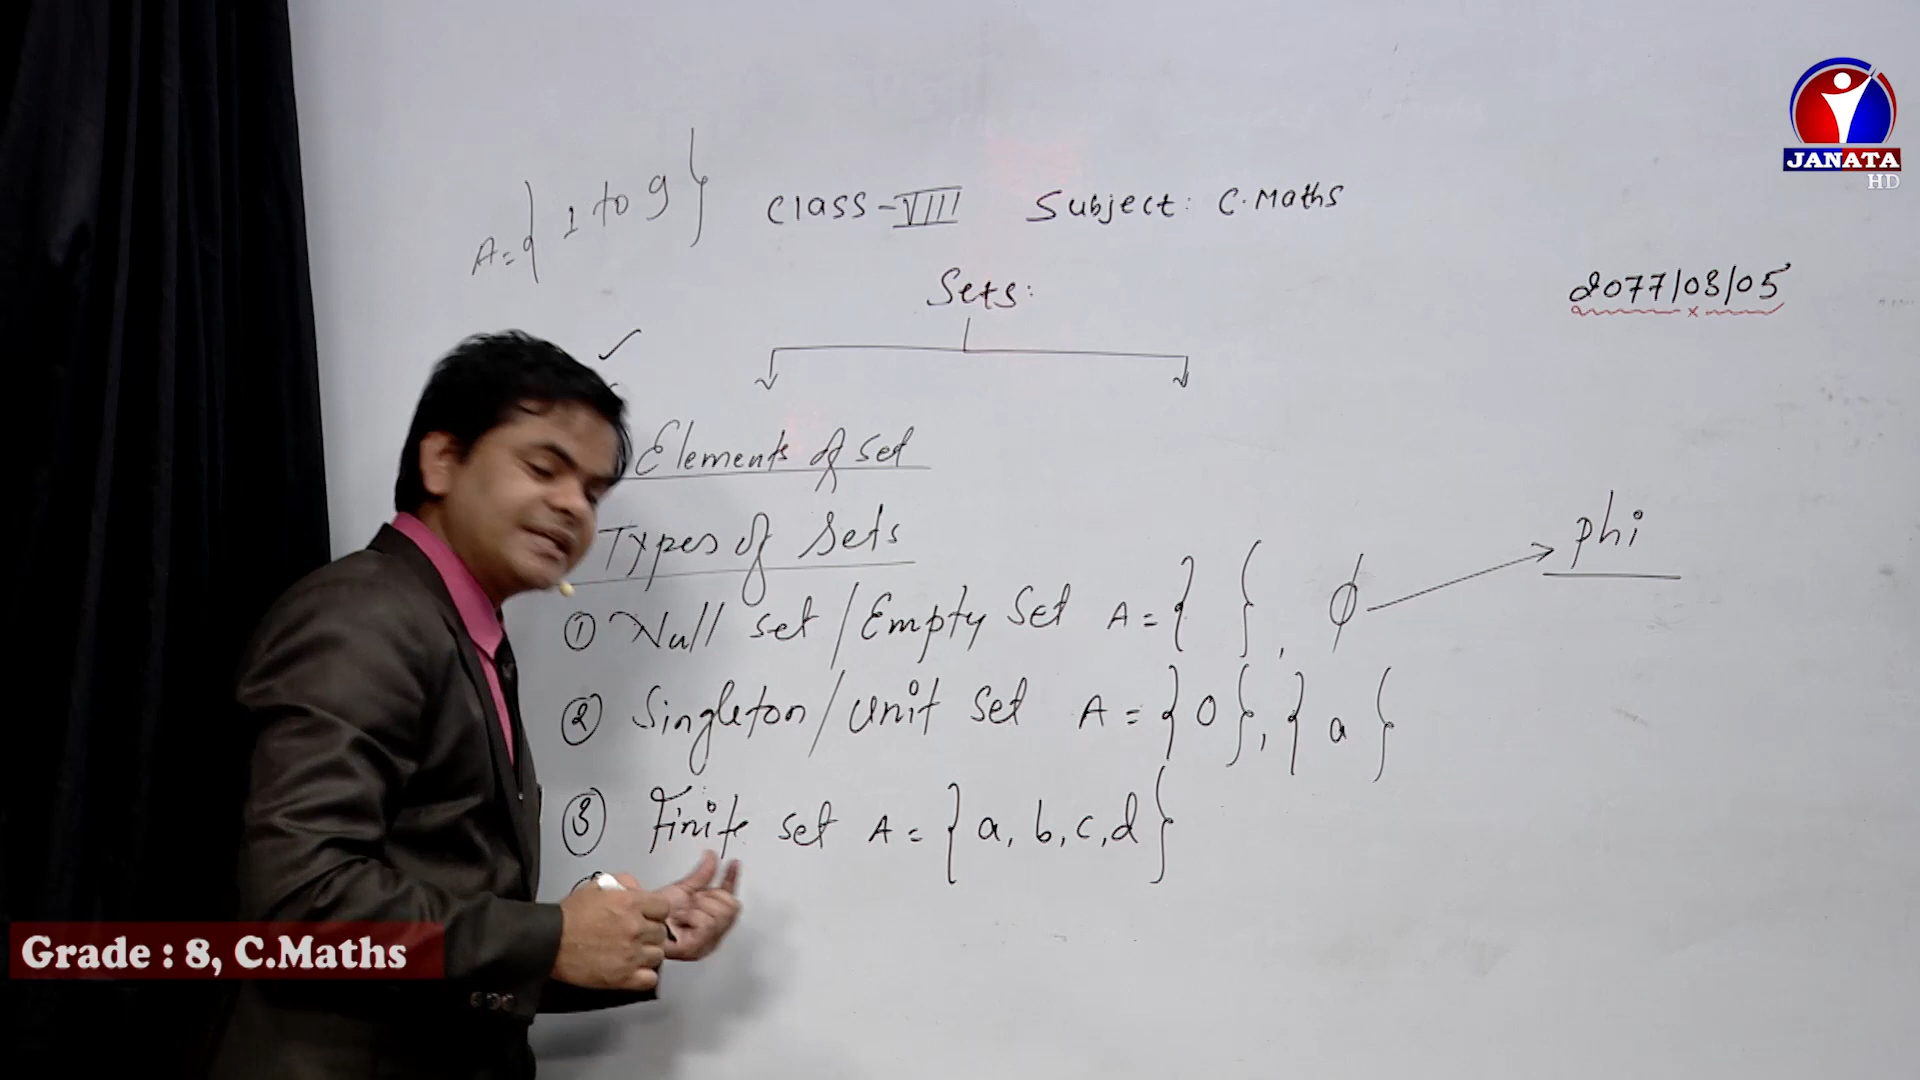 JANATA
HD
A = { 1 to 9 }
Class-VIII Subject: C.Maths
2077/08/05
Sets:
Elements of set
Types of Sets
① Null set / Empty Set A = { }, ϕ
phi
② Singleton / Unit Set A = { 0 }, { a }
③ Finite set A = { a, b, c, d }
Grade : 8, C.Maths